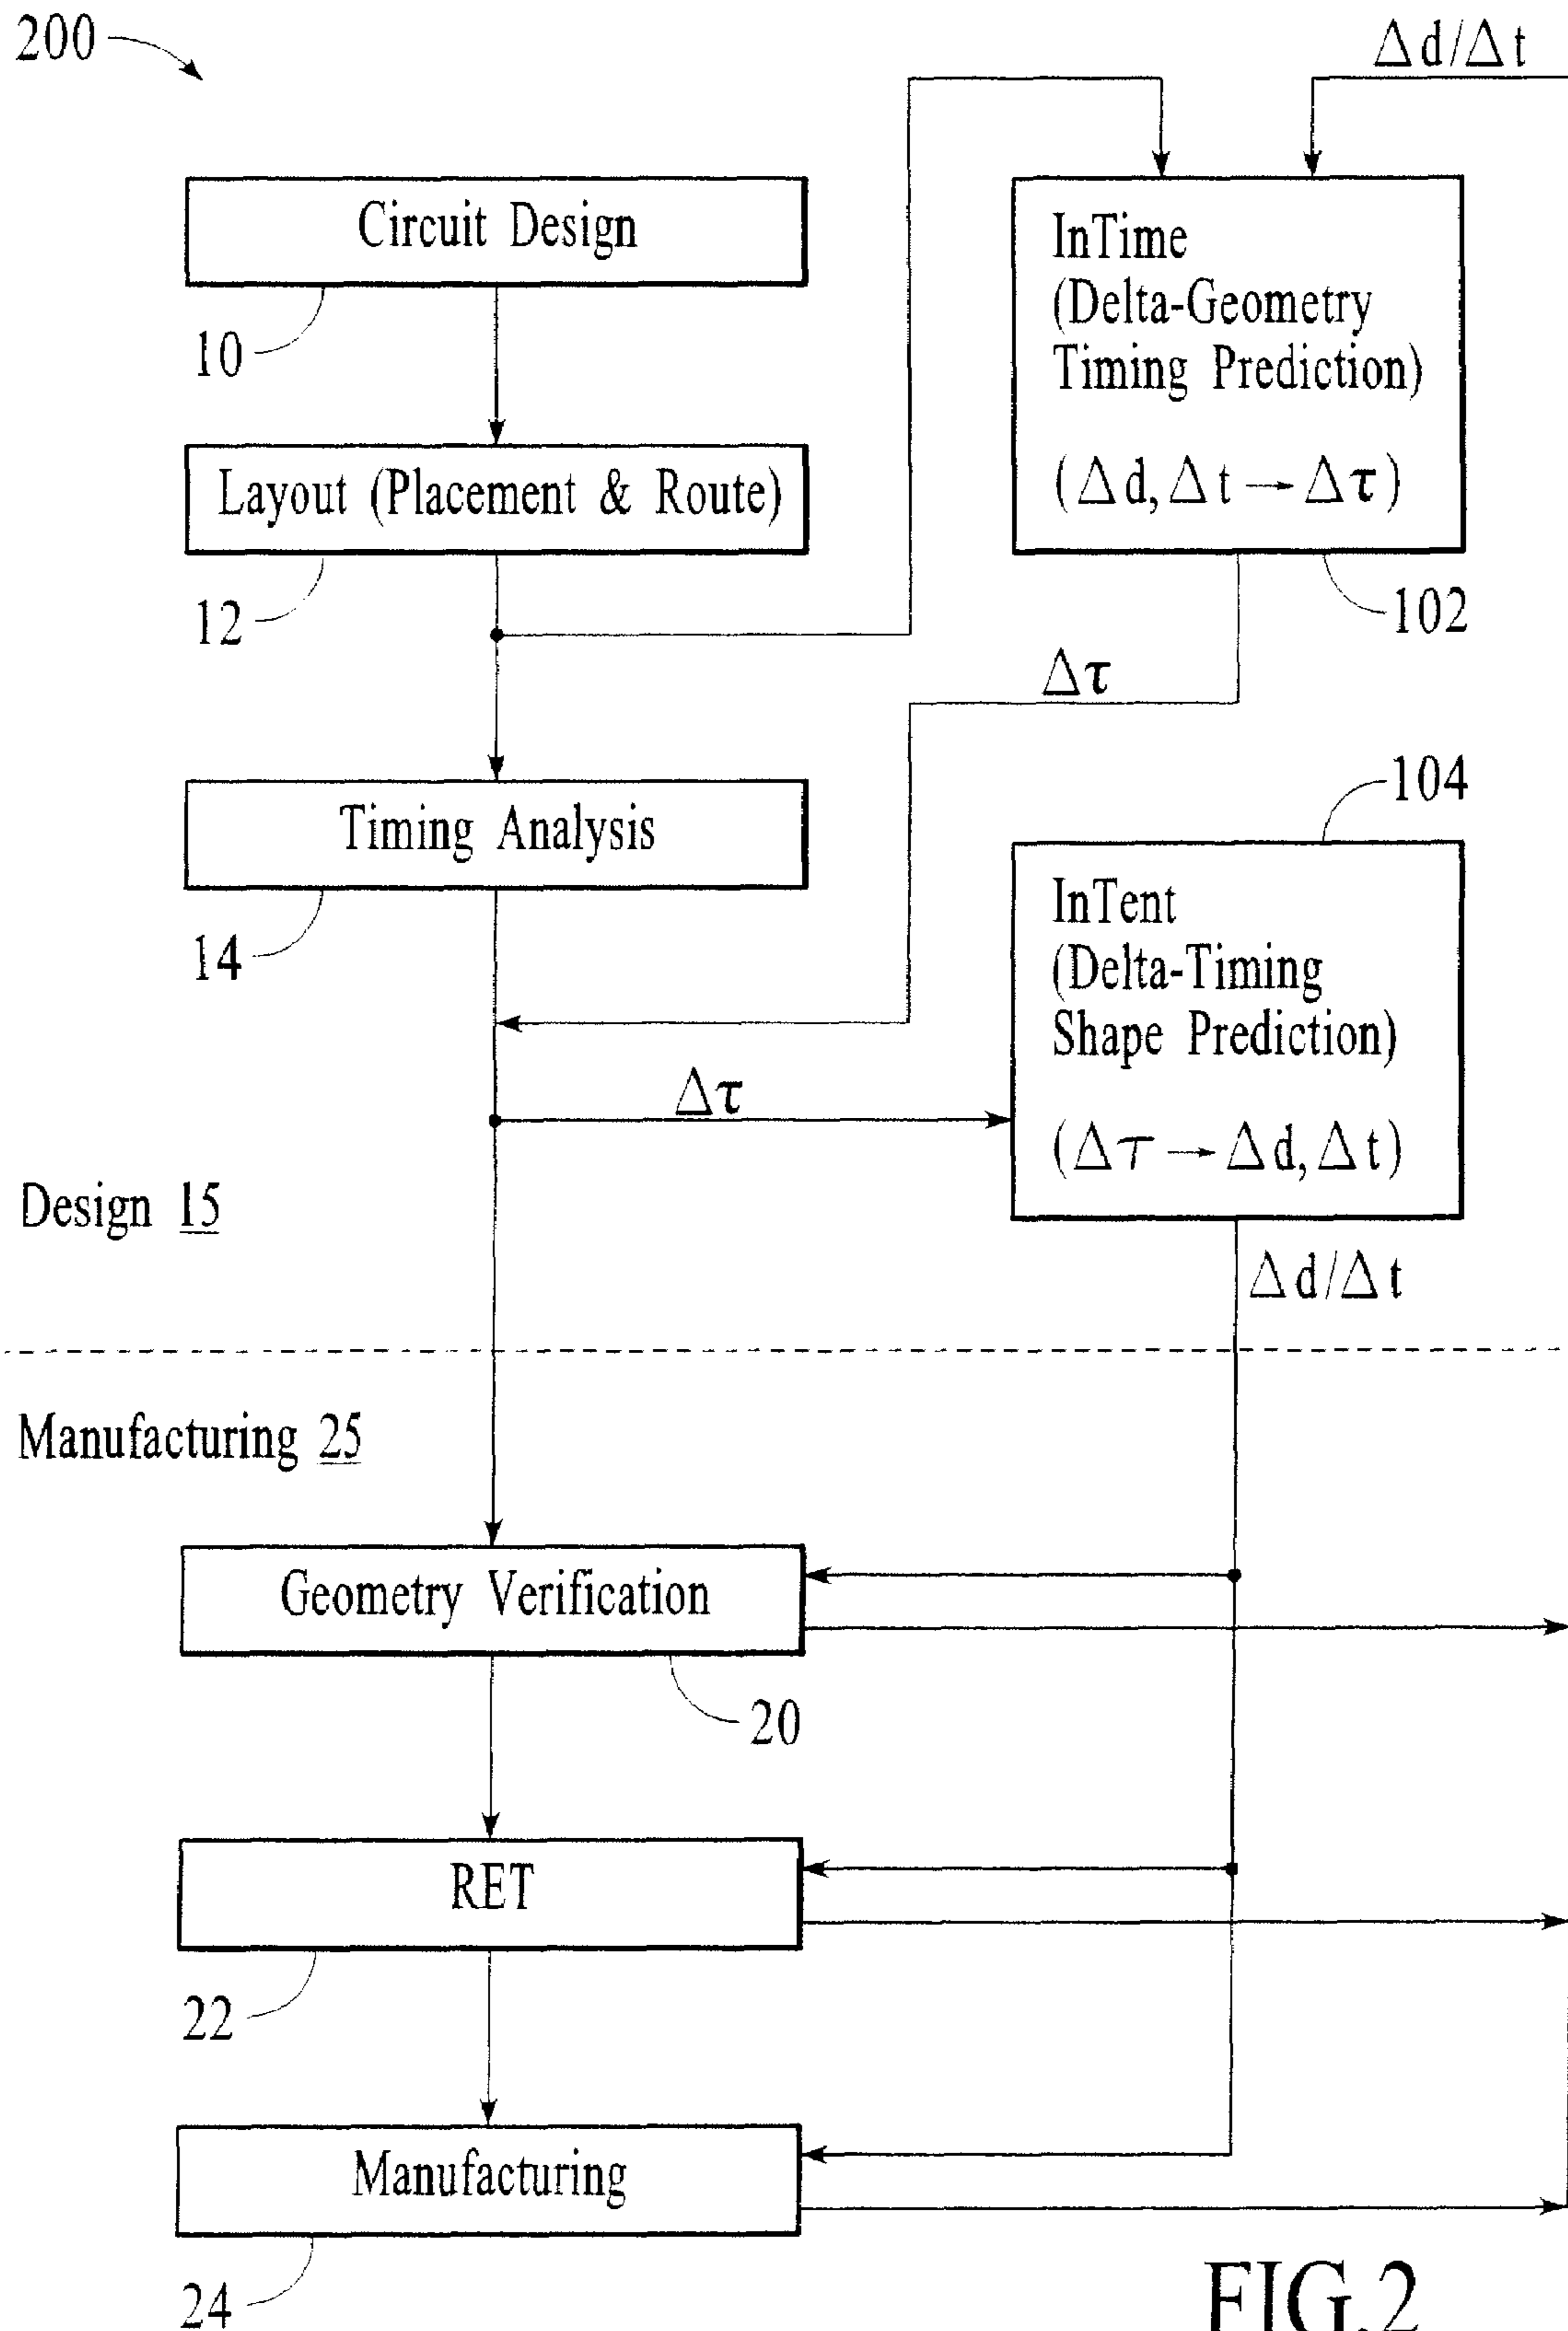 200
Δd/Δt
Circuit Design
10
InTime
(Delta-Geometry
Timing Prediction)
(Δd, Δt → Δτ)
102
Layout (Placement & Route)
12
Δτ
Timing Analysis
14
104
InTent
(Delta-Timing
Shape Prediction)
(Δτ → Δd, Δt)
Δτ
Design 15
Δd/Δt
Manufacturing 25
Geometry Verification
20
RET
22
Manufacturing
24
FIG.2